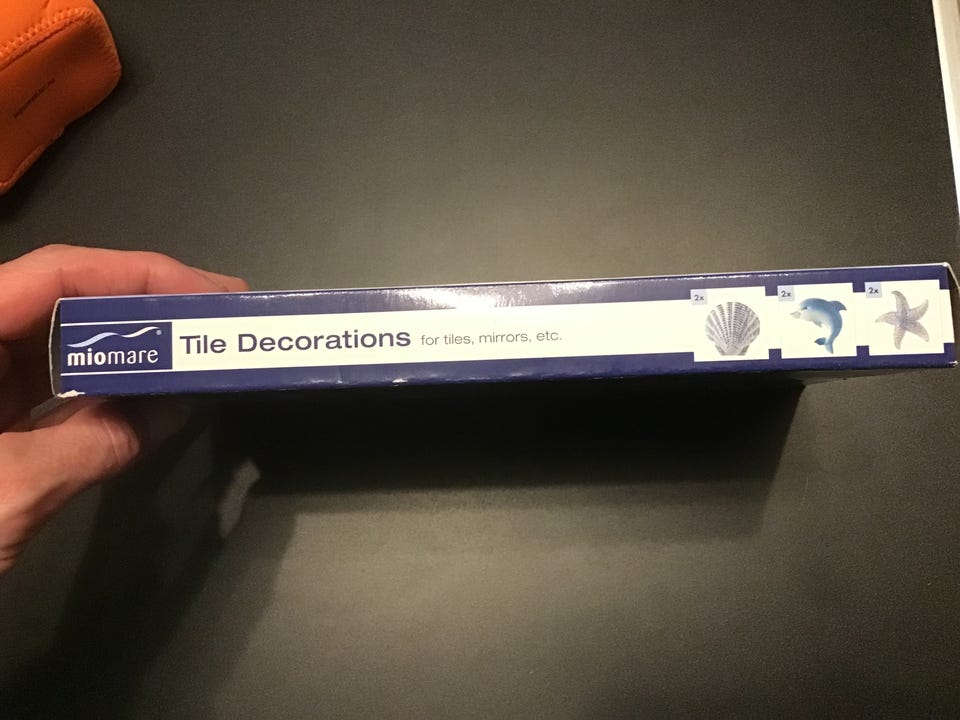 miomare®
Tile Decorations for tiles, mirrors, etc.
2x
2x
2x